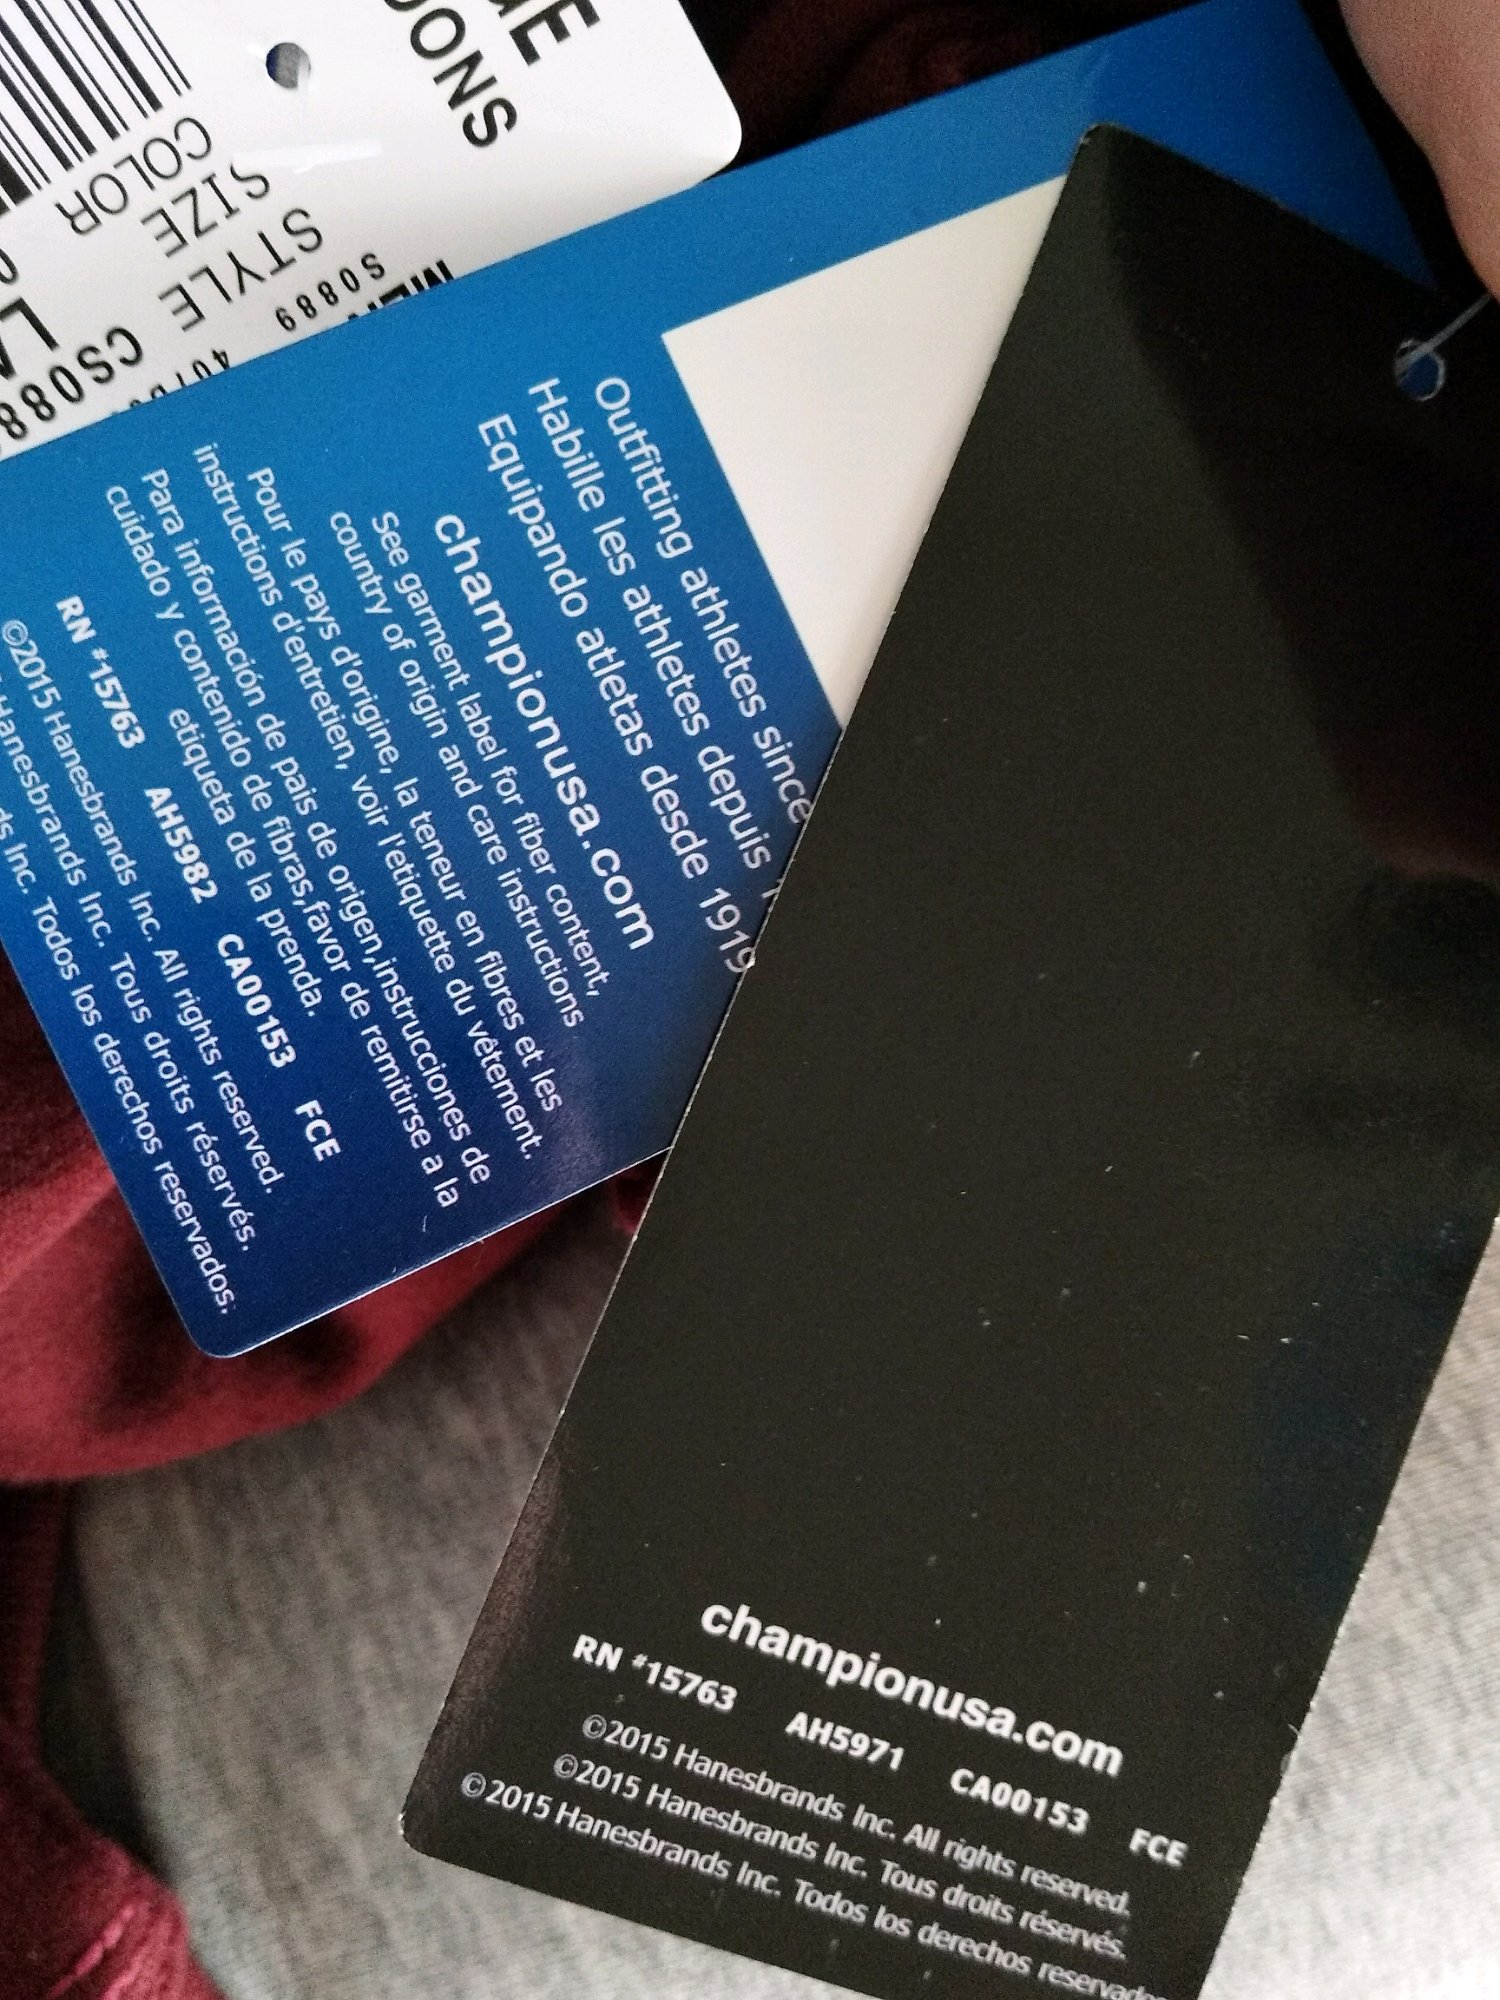 COLOR
SIZE
STYLE
S0889
Outfitting athletes since
Habille les athlètes depuis
Equipando atletas desde 1919
championusa.com
See garment label for fiber content,
country of origin and care instructions
Pour le pays d'origine, la teneur en fibres et les
instructions d'entretien, voir l'etiquette du vêtement.
Para información de pais de origen,instrucciones de
cuidado y contenido de fibras,favor de remitirse a la
etiqueta de la prenda.
RN #15763 AH5982 CA00153 FCE
©2015 Hanesbrands Inc. All rights reserved.
Hanesbrands Inc. Tous droits réservés.
Inc. Todos los derechos reservados.
championusa.com
RN #15763 AH5971 CA00153 FCE
©2015 Hanesbrands Inc. All rights reserved.
©2015 Hanesbrands Inc. Tous droits réservés.
©2015 Hanesbrands Inc. Todos los derechos reservados